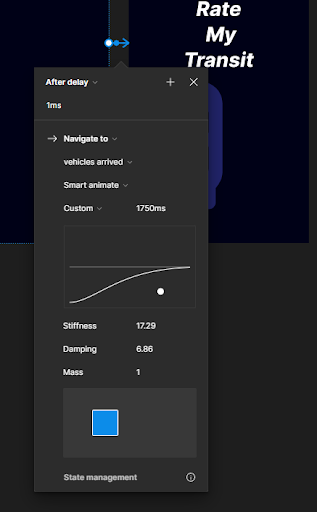 Rate
My
Transit
After delay
1ms
Navigate to
vehicles arrived
Smart animate
Custom 1750ms
Stiffness 17.29
Damping 6.86
Mass 1
State management